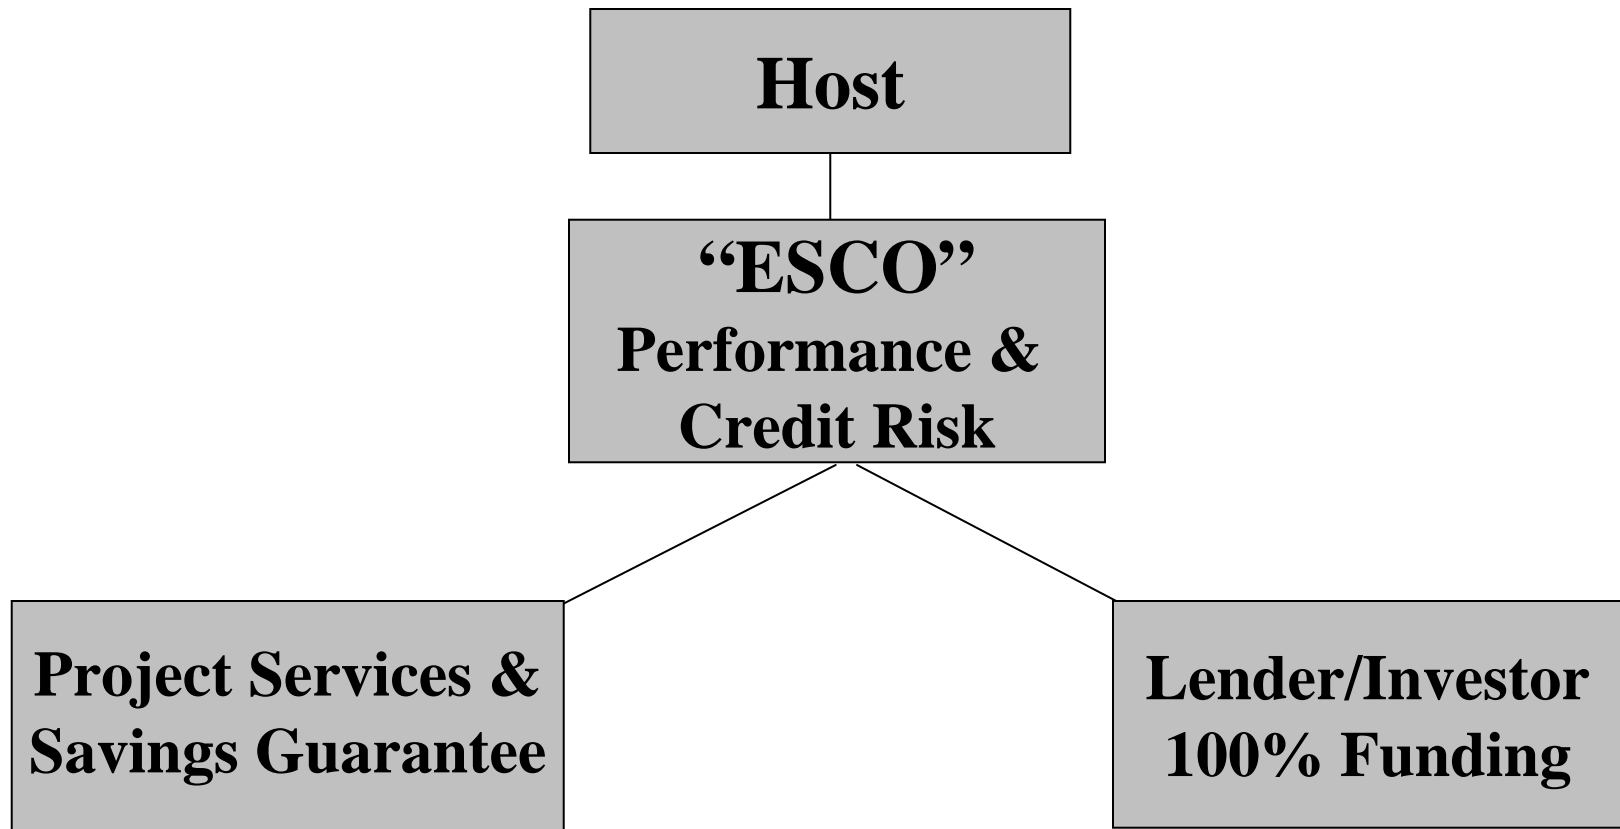 Host
“ESCO”
Performance &
Credit Risk
Project Services &
Savings Guarantee
Lender/Investor
100% Funding